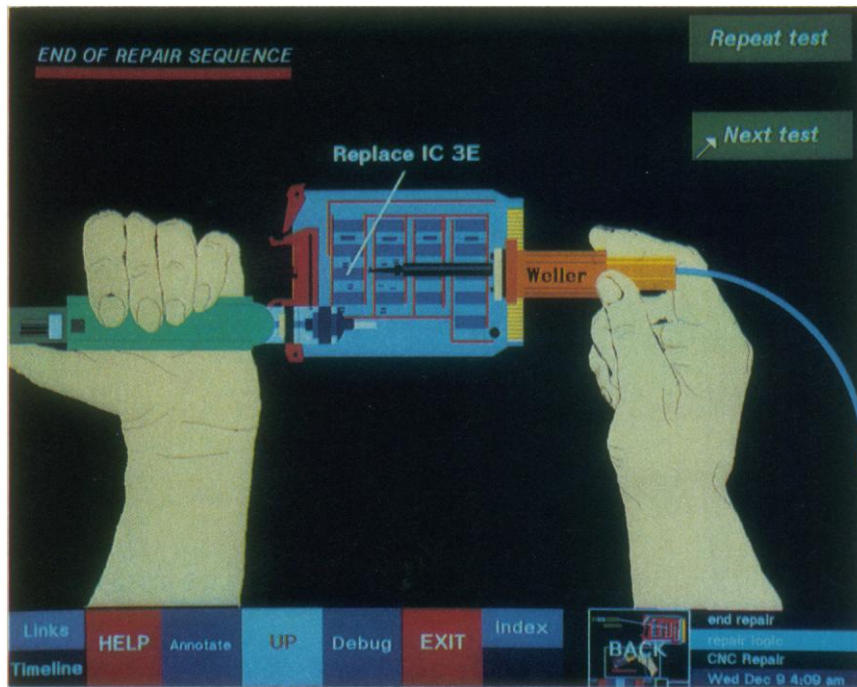 END OF REPAIR SEQUENCE
Repeat test
Next test
Replace IC 3E
Weller
Links
Timeline
HELP
Annotate
UP
Debug
EXIT
Index
BACK
end repair
repair logic
CNC Repair
Wed Dec 9 4:09 am